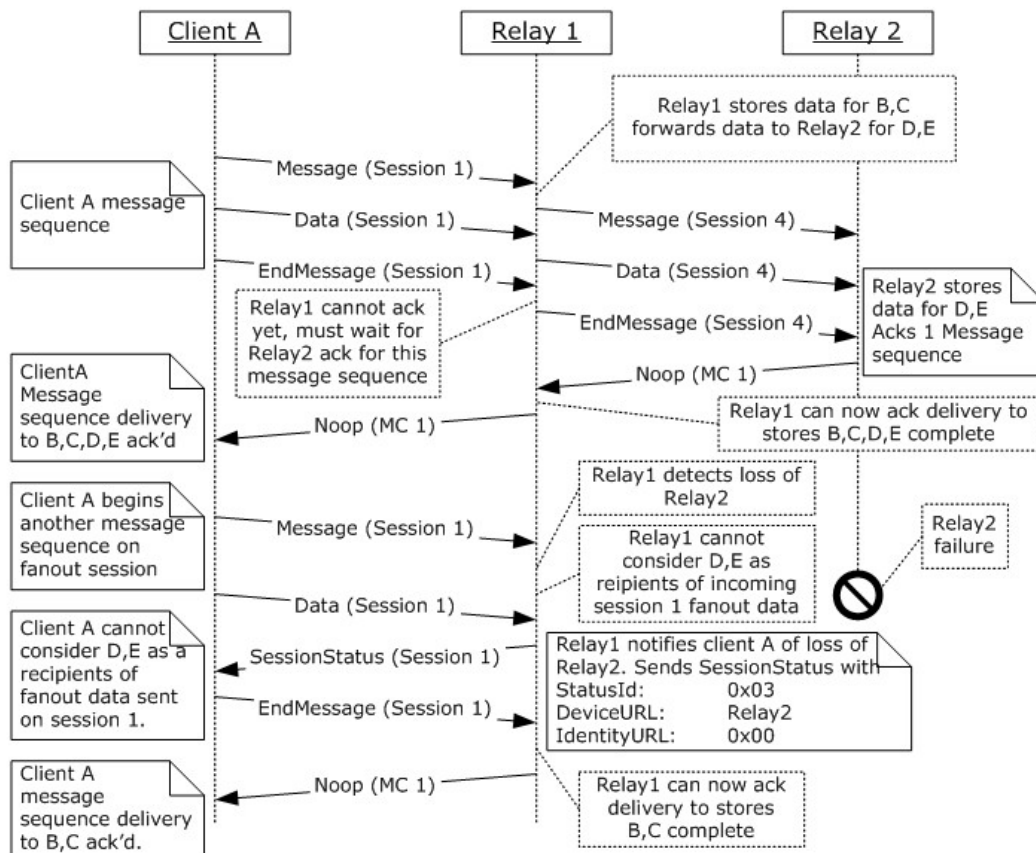 Client A
Relay 1
Relay 2
Relay1 stores data for B,C
forwards data to Relay2 for D,E
Message (Session 1)
Client A message
sequence
Data (Session 1)
Message (Session 4)
EndMessage (Session 1)
Data (Session 4)
Relay2 stores
data for D,E
Acks 1 Message
sequence
Relay1 cannot ack
yet, must wait for
Relay2 ack for this
message sequence
EndMessage (Session 4)
ClientA
Message
sequence delivery
to B,C,D,E ack'd
Noop (MC 1)
Noop (MC 1)
Relay1 can now ack delivery to
stores B,C,D,E complete
Relay1 detects loss of
Relay2
Client A begins
another message
sequence on
fanout session
Message (Session 1)
Relay1 cannot
consider D,E as
reipients of incoming
session 1 fanout data
Relay2
failure
Data (Session 1)
Client A cannot
consider D,E as a
recipients of
fanout data sent
on session 1.
SessionStatus (Session 1)
Relay1 notifies client A of loss of
Relay2. Sends SessionStatus with
StatusId: 0x03
DeviceURL: Relay2
IdentityURL: 0x00
EndMessage (Session 1)
Client A
message
sequence delivery
to B,C ack'd.
Noop (MC 1)
Relay1 can now ack
delivery to stores
B,C complete